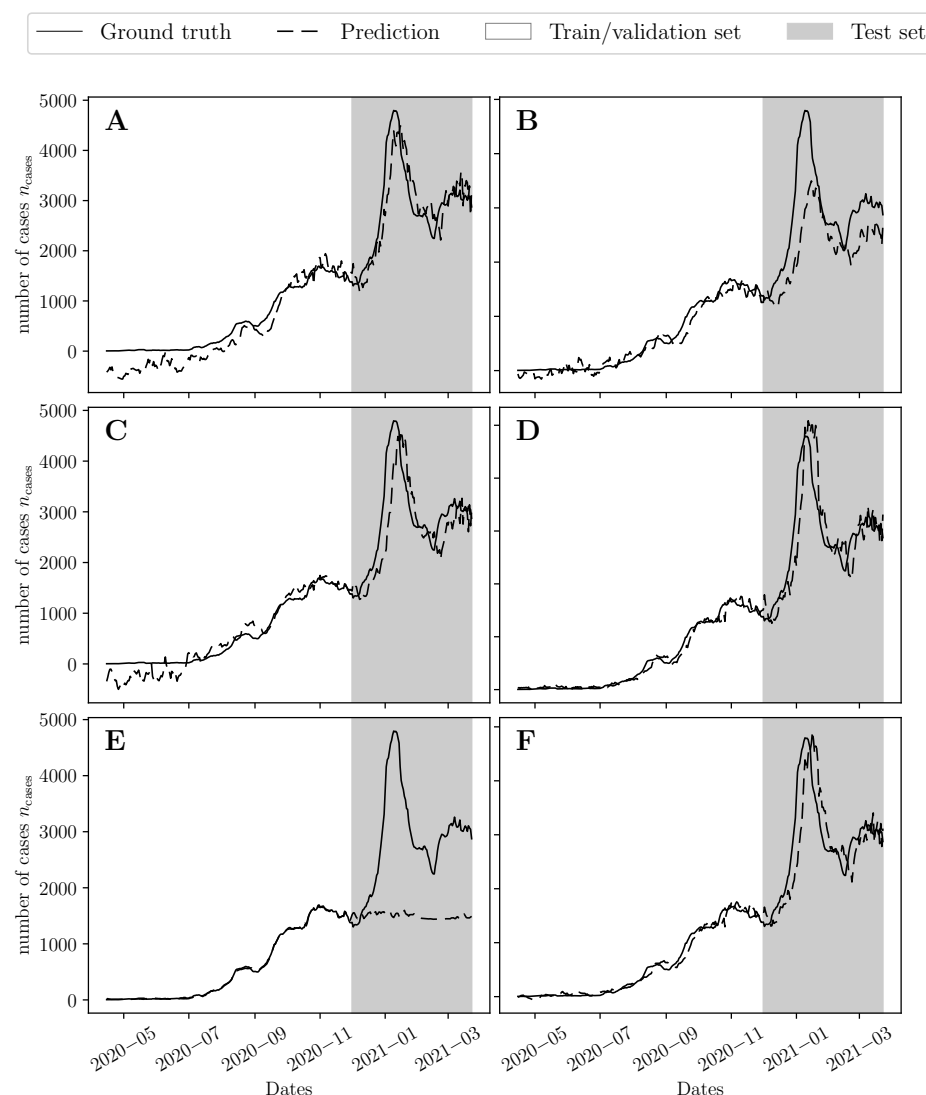 Ground truth Prediction Train/validation set Test set
A
B
5000
4000
3000
2000
1000
0
number of cases n_cases
C
D
5000
4000
3000
2000
1000
0
number of cases n_cases
E
F
5000
4000
3000
2000
1000
0
number of cases n_cases
2020−05 2020−07 2020−09 2020−11 2021−01 2021−03
2020−05 2020−07 2020−09 2020−11 2021−01 2021−03
Dates
Dates